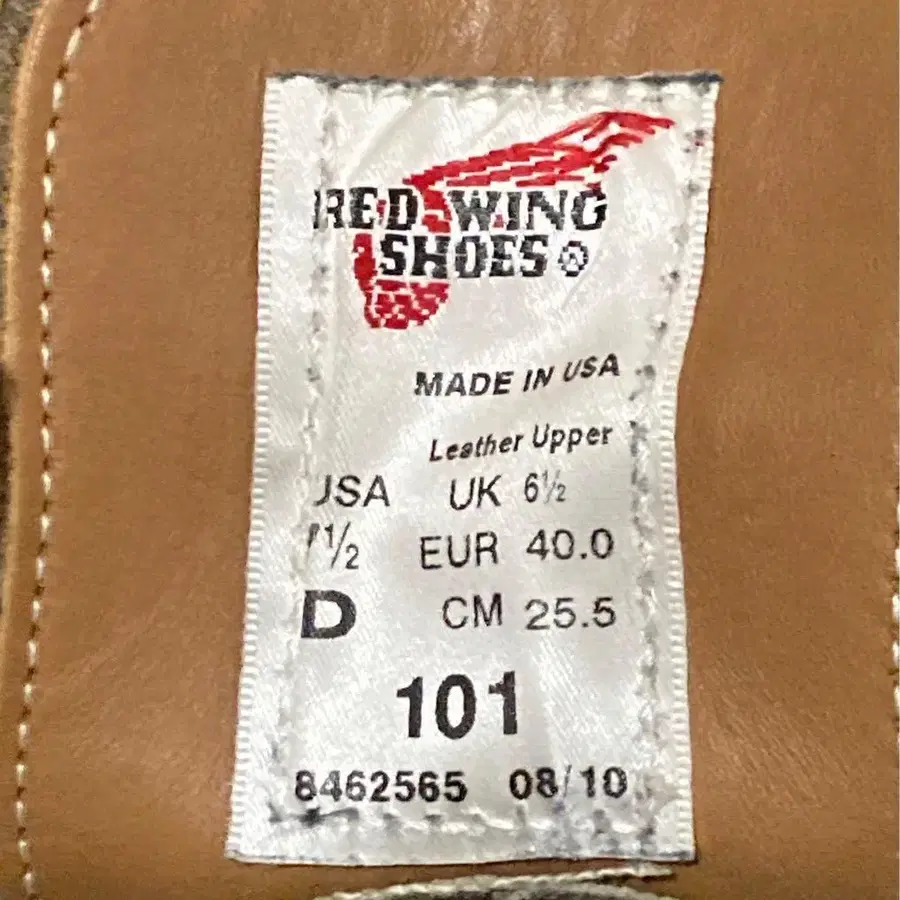 RED WING
SHOES ®
MADE IN USA
Leather Upper
USA UK 6½
7½ EUR 40.0
D CM 25.5
101
8462565 08/10